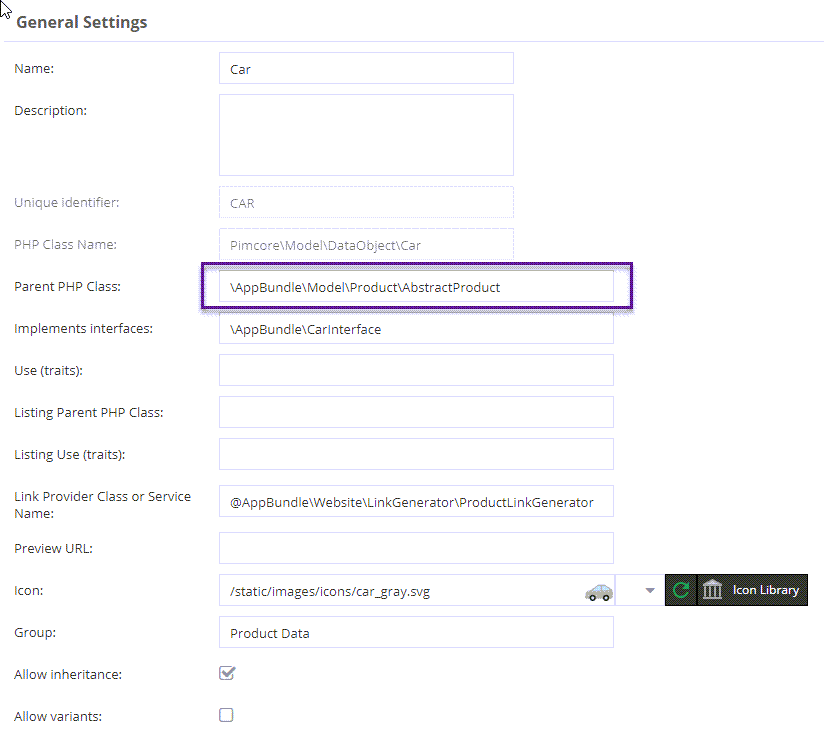 General Settings
Name: Car
Description:
Unique identifier: CAR
PHP Class Name: Pimcore\Model\DataObject\Car
Parent PHP Class: \AppBundle\Model\Product\AbstractProduct
Implements interfaces: \AppBundle\CarInterface
Use (traits):
Listing Parent PHP Class:
Listing Use (traits):
Link Provider Class or Service
Name: @AppBundle\Website\LinkGenerator\ProductLinkGenerator
Preview URL:
Icon: /static/images/icons/car_gray.svg Icon Library
Group: Product Data
Allow inheritance:
Allow variants: